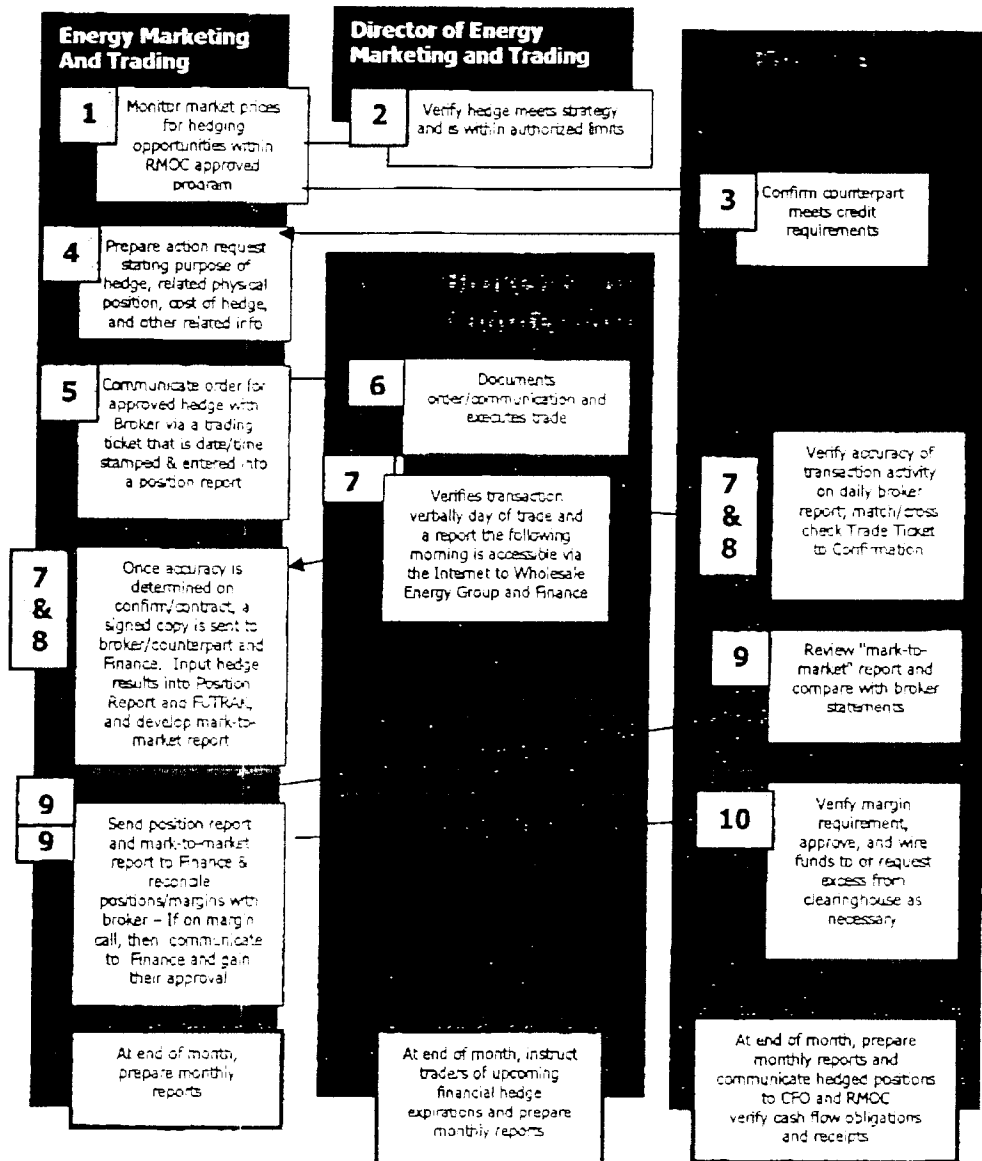 Energy Marketing
And Trading
Director of Energy
Marketing and Trading
1
Monitor market prices
for hedging
opportunities within
RMOC approved
program
2
Verify hedge meets strategy
and is within authorized limits
3
Confirm counterpart
meets credit
requirements
4
Prepare action request
stating purpose of
hedge, related physical
position, cost of hedge,
and other related info
5
Communicate order for
approved hedge with
Broker via a trading
ticket that is date/time
stamped & entered into
a position report
6
Documents
order/communication and
executes trade
7
Verifies transaction
verbally day of trade and
a report the following
morning is accessible via
the Internet to Wholesale
Energy Group and Finance
7
&
8
Verify accuracy of
transaction activity
on daily broker
report; match/cross
check Trade Ticket
to Confirmation
7
&
8
Once accuracy is
determined on
confirm/contract, a
signed copy is sent to
broker/counterpart and
Finance. Input hedge
results into Position
Report and FUTRAK,
and develop mark-to-
market report
9
Review "mark-to-
market" report and
compare with broker
statements
9
9
Send position report
and mark-to-market
report to Finance &
reconcile
positions/margins with
broker – If on margin
call, then communicate
to Finance and gain
their approval
10
Verify margin
requirement,
approve, and wire
funds to or request
excess from
clearinghouse as
necessary
At end of month,
prepare monthly
reports
At end of month, instruct
traders of upcoming
financial hedge
expirations and prepare
monthly reports
At end of month, prepare
monthly reports and
communicate hedged positions
to CFO and RMOC
verify cash flow obligations
and receipts